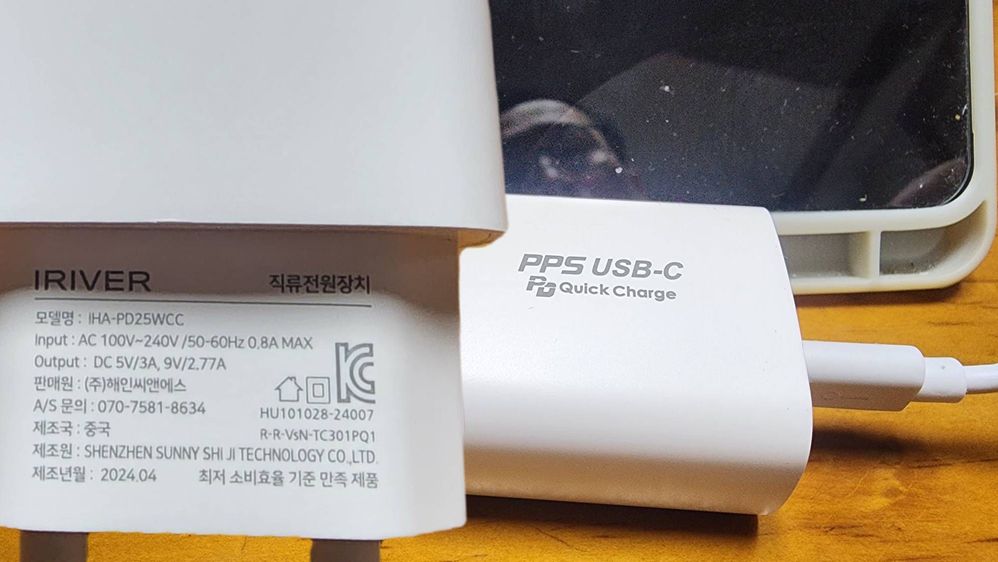 IRIVER 직류전원장치
모델명 : IHA-PD25WCC
Input : AC 100V~240V /50-60Hz 0.8A MAX
Output : DC 5V/3A, 9V/2.77A
판매원 : (주)해인씨앤에스
A/S 문의 : 070-7581-8634
제조국 : 중국
제조원 : SHENZHEN SUNNY SHI JI TECHNOLOGY CO.,LTD.
제조년월 : 2024.04
KC
HU101028-24007
R-R-VsN-TC301PQ1
최저 소비효율 기준 만족 제품
PPS USB-C
PD Quick Charge